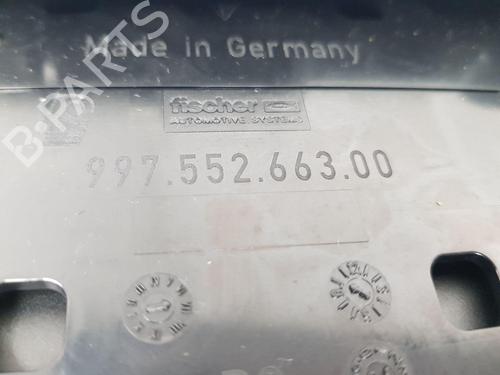 Made in Germany
fischer
AUTOMOTIVE SYSTEMS
997.552.663.00
B-PARTS